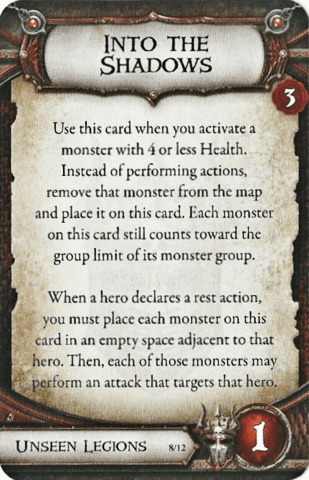 INTO THE
SHADOWS
3
Use this card when you activate a
monster with 4 or less Health.
Instead of performing actions,
remove that monster from the map
and place it on this card. Each monster
on this card still counts toward the
group limit of its monster group.
When a hero declares a rest action,
you must place each monster on this
card in an empty space adjacent to that
hero. Then, each of those monsters may
perform an attack that targets that hero.
UNSEEN LEGIONS 8/12
1